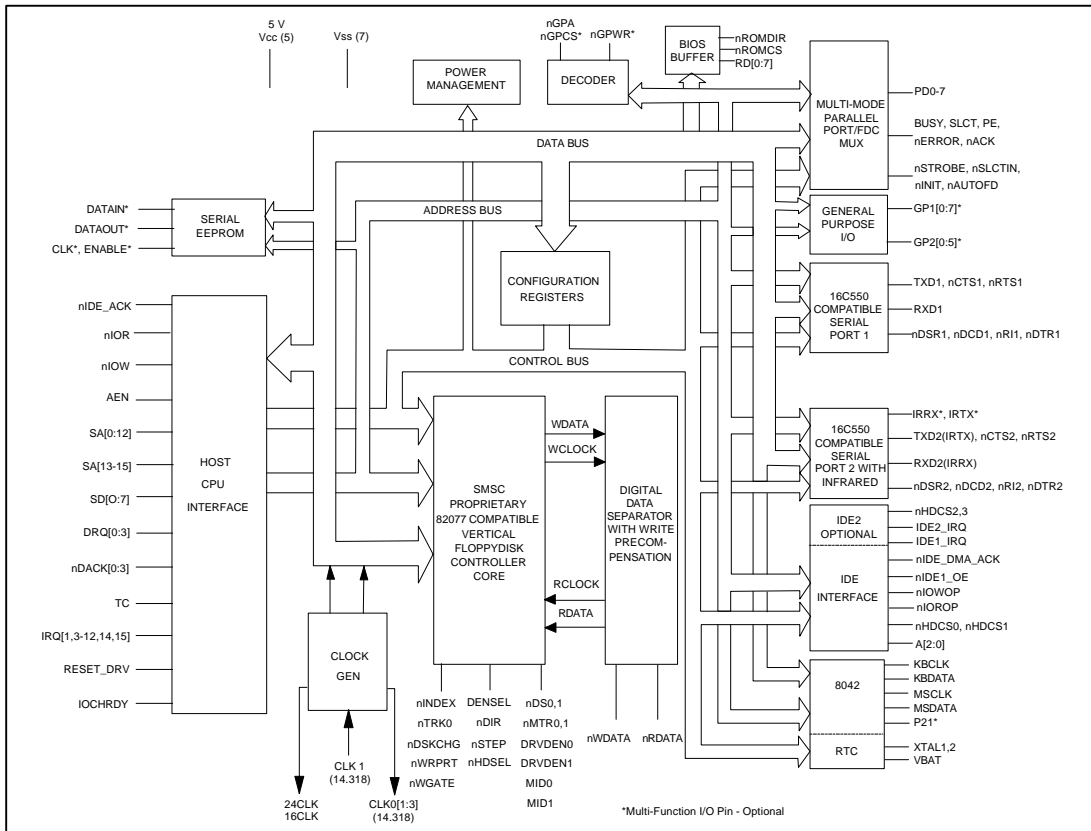 5 V
Vcc (5)
Vss (7)
nGPA
nGPCS*
nGPWR*
DECODER
BIOS
BUFFER
nROMDIR
nROMCS
RD[0:7]
POWER
MANAGEMENT
MULTI-MODE
PARALLEL
PORT/FDC
MUX
PD0-7
BUSY, SLCT, PE,
nERROR, nACK
nSTROBE, nSLCTIN,
nINIT, nAUTOFD
DATA BUS
ADDRESS BUS
DATAIN*
DATAOUT*
CLK*, ENABLE*
SERIAL
EEPROM
GENERAL
PURPOSE
I/O
GP1[0:7]*
GP2[0:5]*
CONFIGURATION
REGISTERS
16C550
COMPATIBLE
SERIAL
PORT 1
TXD1, nCTS1, nRTS1
RXD1
nDSR1, nDCD1, nRI1, nDTR1
CONTROL BUS
nIDE_ACK
nIOR
nIOW
AEN
SA[0:12]
SA[13-15]
SD[O:7]
DRQ[0:3]
nDACK[0:3]
TC
IRQ[1,3-12,14,15]
RESET_DRV
IOCHRDY
HOST
CPU
INTERFACE
SMSC
PROPRIETARY
82077 COMPATIBLE
VERTICAL
FLOPPYDISK
CONTROLLER
CORE
WDATA
WCLOCK
RCLOCK
RDATA
DIGITAL
DATA
SEPARATOR
WITH WRITE
PRECOM-
PENSATION
16C550
COMPATIBLE
SERIAL
PORT 2 WITH
INFRARED
IRRX*, IRTX*
TXD2(IRTX), nCTS2, nRTS2
RXD2(IRRX)
nDSR2, nDCD2, nRI2, nDTR2
IDE2
OPTIONAL
IDE
INTERFACE
nHDCS2,3
IDE2_IRQ
IDE1_IRQ
nIDE_DMA_ACK
nIDE1_OE
nIOWOP
nIOROP
nHDCS0, nHDCS1
A[2:0]
8042
RTC
KBCLK
KBDATA
MSCLK
MSDATA
P21*
XTAL1,2
VBAT
CLOCK
GEN
24CLK
16CLK
CLK 1
(14.318)
CLK0[1:3]
(14.318)
nINDEX
nTRK0
nDSKCHG
nWRPRT
nWGATE
DENSEL
nDIR
nSTEP
nHDSEL
nDS0,1
nMTR0,1
DRVDEN0
DRVDEN1
MID0
MID1
nWDATA
nRDATA
*Multi-Function I/O Pin - Optional